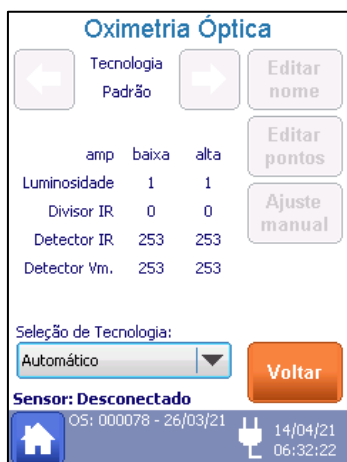 Oximetria Óptica
Tecnologia
Padrão
Editar
nome
Editar
pontos
Ajuste
manual
amp baixa alta
Luminosidade 1 1
Divisor IR 0 0
Detector IR 253 253
Detector Vm. 253 253
Seleção de Tecnologia:
Automático
Voltar
Sensor: Desconectado
OS: 000078 - 26/03/21
14/04/21
06:32:22